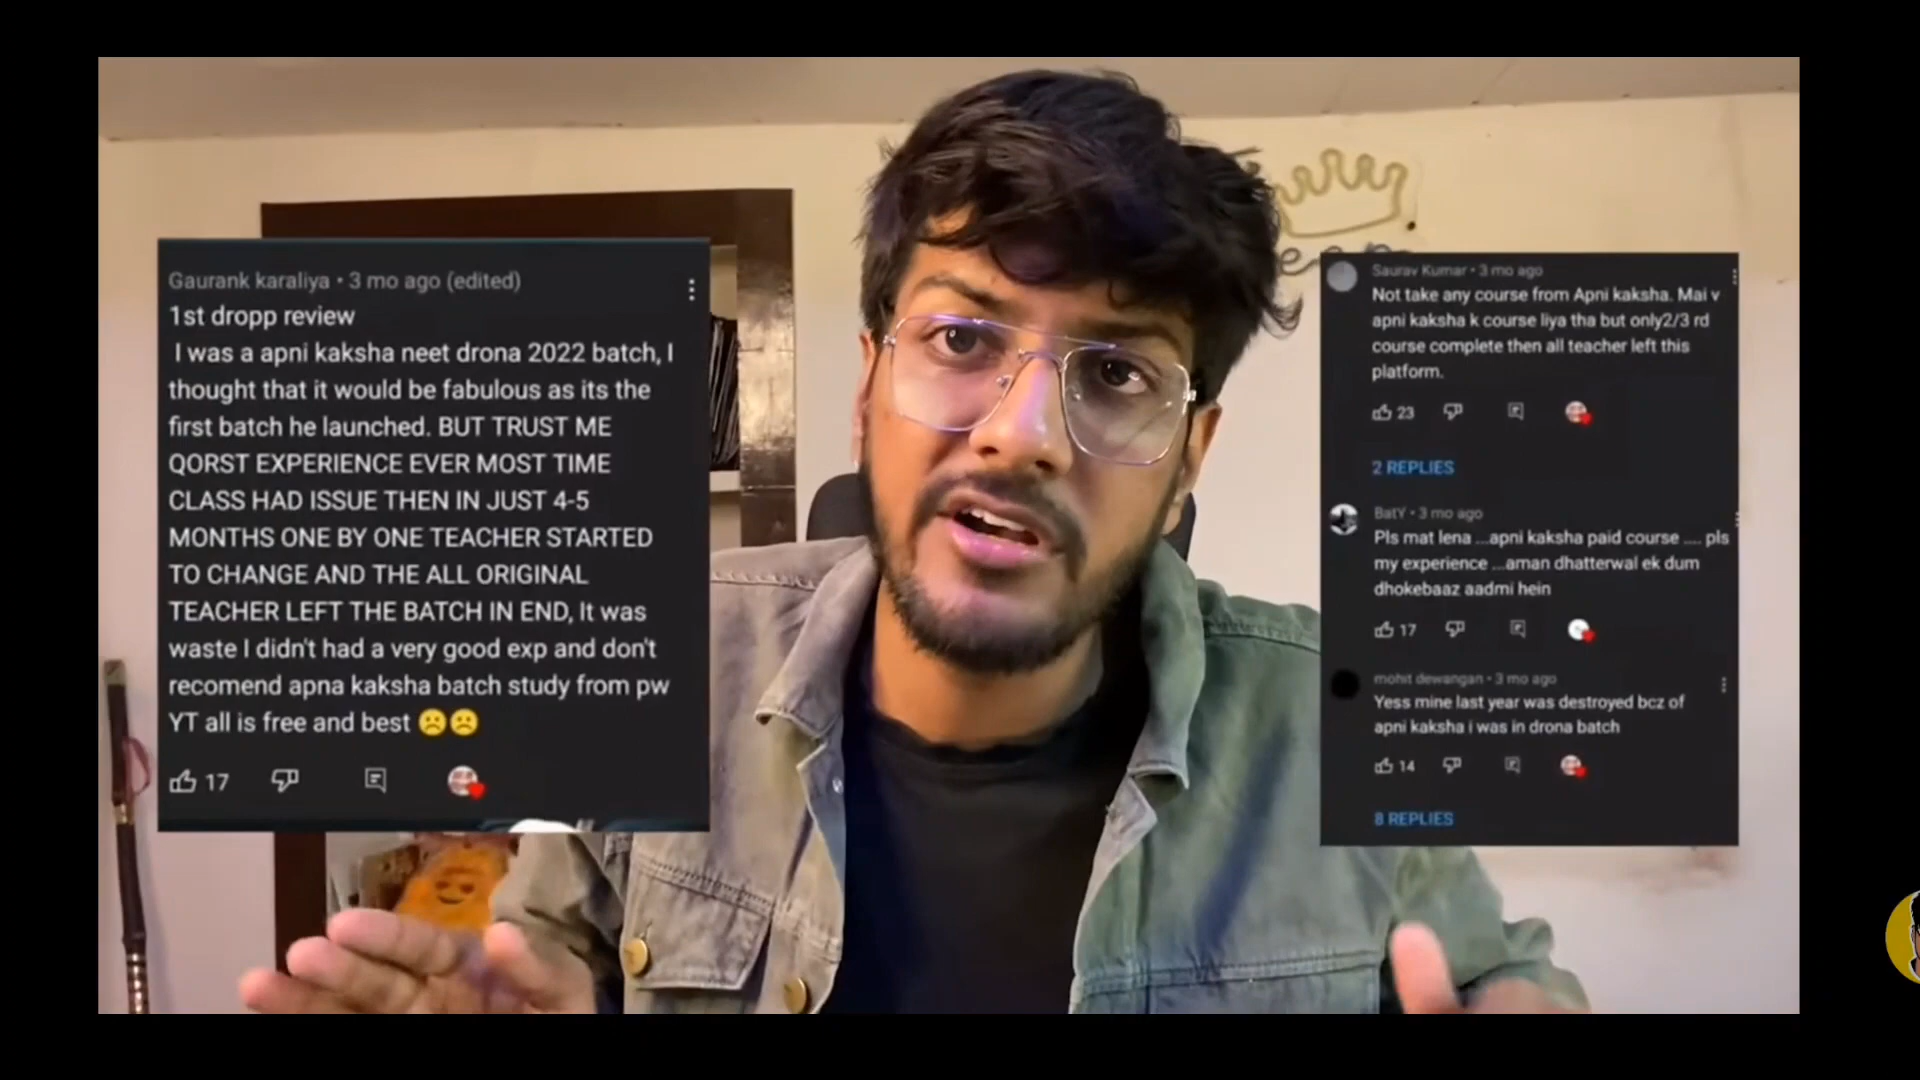 Gaurank karaliya • 3 mo ago (edited)
1st dropp review
I was a apni kaksha neet drona 2022 batch, I
thought that it would be fabulous as its the
first batch he launched. BUT TRUST ME
QORST EXPERIENCE EVER MOST TIME
CLASS HAD ISSUE THEN IN JUST 4-5
MONTHS ONE BY ONE TEACHER STARTED
TO CHANGE AND THE ALL ORIGINAL
TEACHER LEFT THE BATCH IN END, It was
waste I didn't had a very good exp and don't
recomend apna kaksha batch study from pw
YT all is free and best ☹️☹️
17
Saurav Kumar • 3 mo ago
Not take any course from Apni kaksha. Mai v
apni kaksha k course liya tha but only2/3 rd
course complete then all teacher left this
platform.
23
2 REPLIES
BatY • 3 mo ago
Pls mat lena ...apni kaksha paid course .... pls
my experience ...aman dhatterwal ek dum
dhokebaaz aadmi hein
17
mohit dewangan • 3 mo ago
Yess mine last year was destroyed bcz of
apni kaksha i was in drona batch
14
8 REPLIES